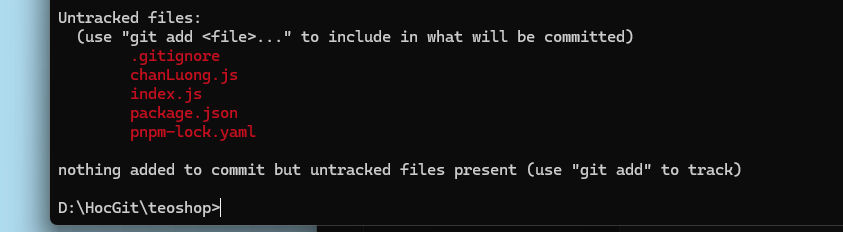 Untracked files:
(use "git add <file>..." to include in what will be committed)
.gitignore
chanLuong.js
index.js
package.json
pnpm-lock.yaml
nothing added to commit but untracked files present (use "git add" to track)
D:\HocGit\teoshop>